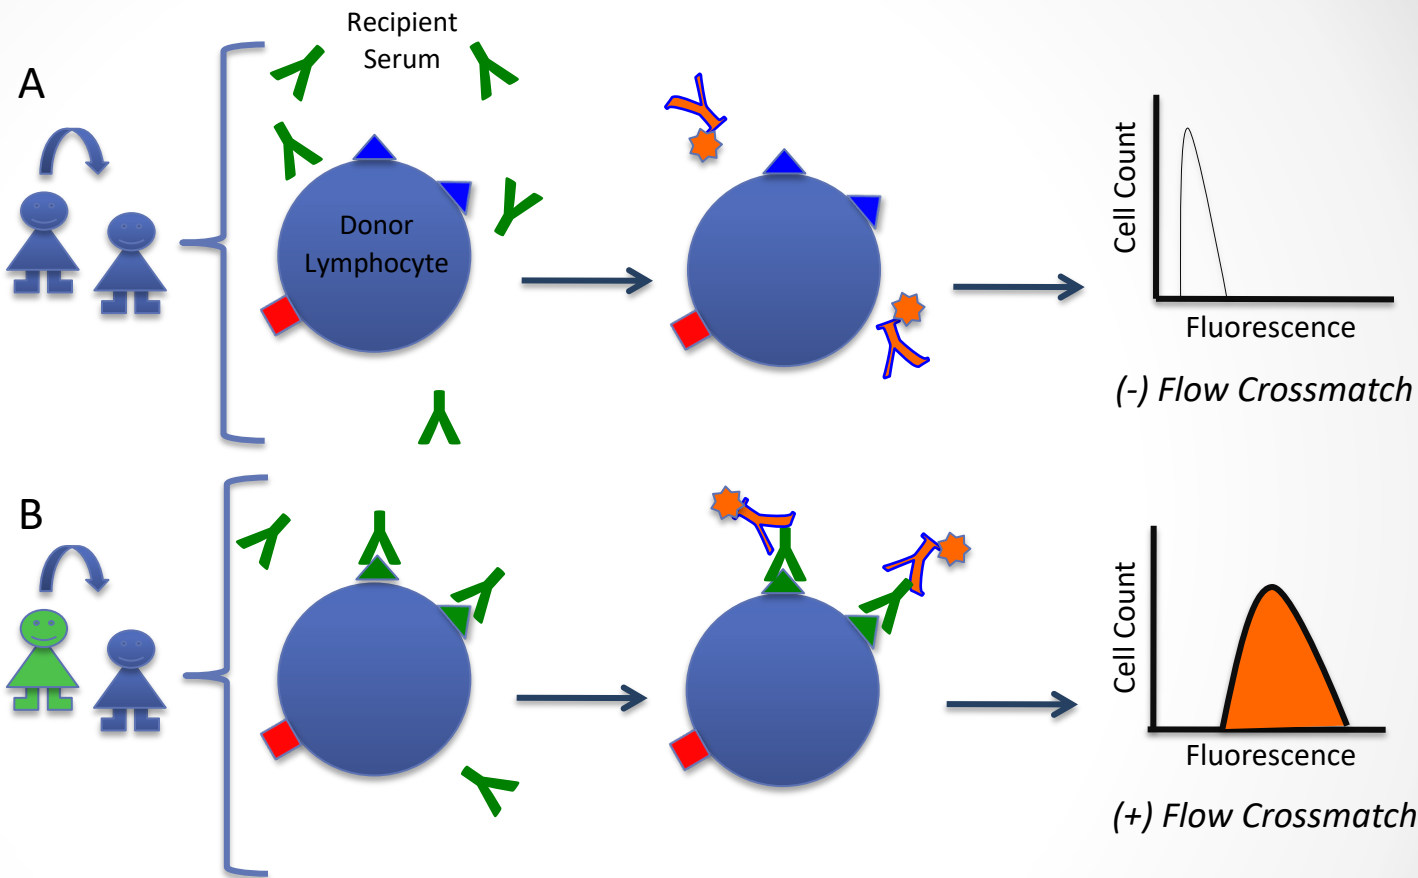 A
Recipient
Serum
Donor
Lymphocyte
Cell Count
Fluorescence
(-) Flow Crossmatch
B
Cell Count
Fluorescence
(+) Flow Crossmatch